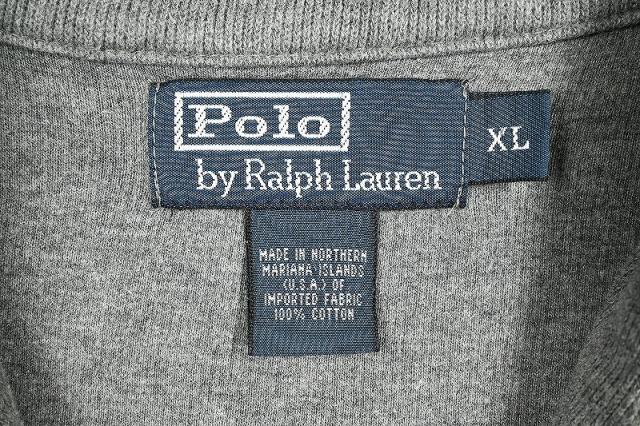 Polo
by Ralph Lauren
XL
MADE IN NORTHERN
MARIANA ISLANDS
(U.S.A.) OF
IMPORTED FABRIC
100% COTTON